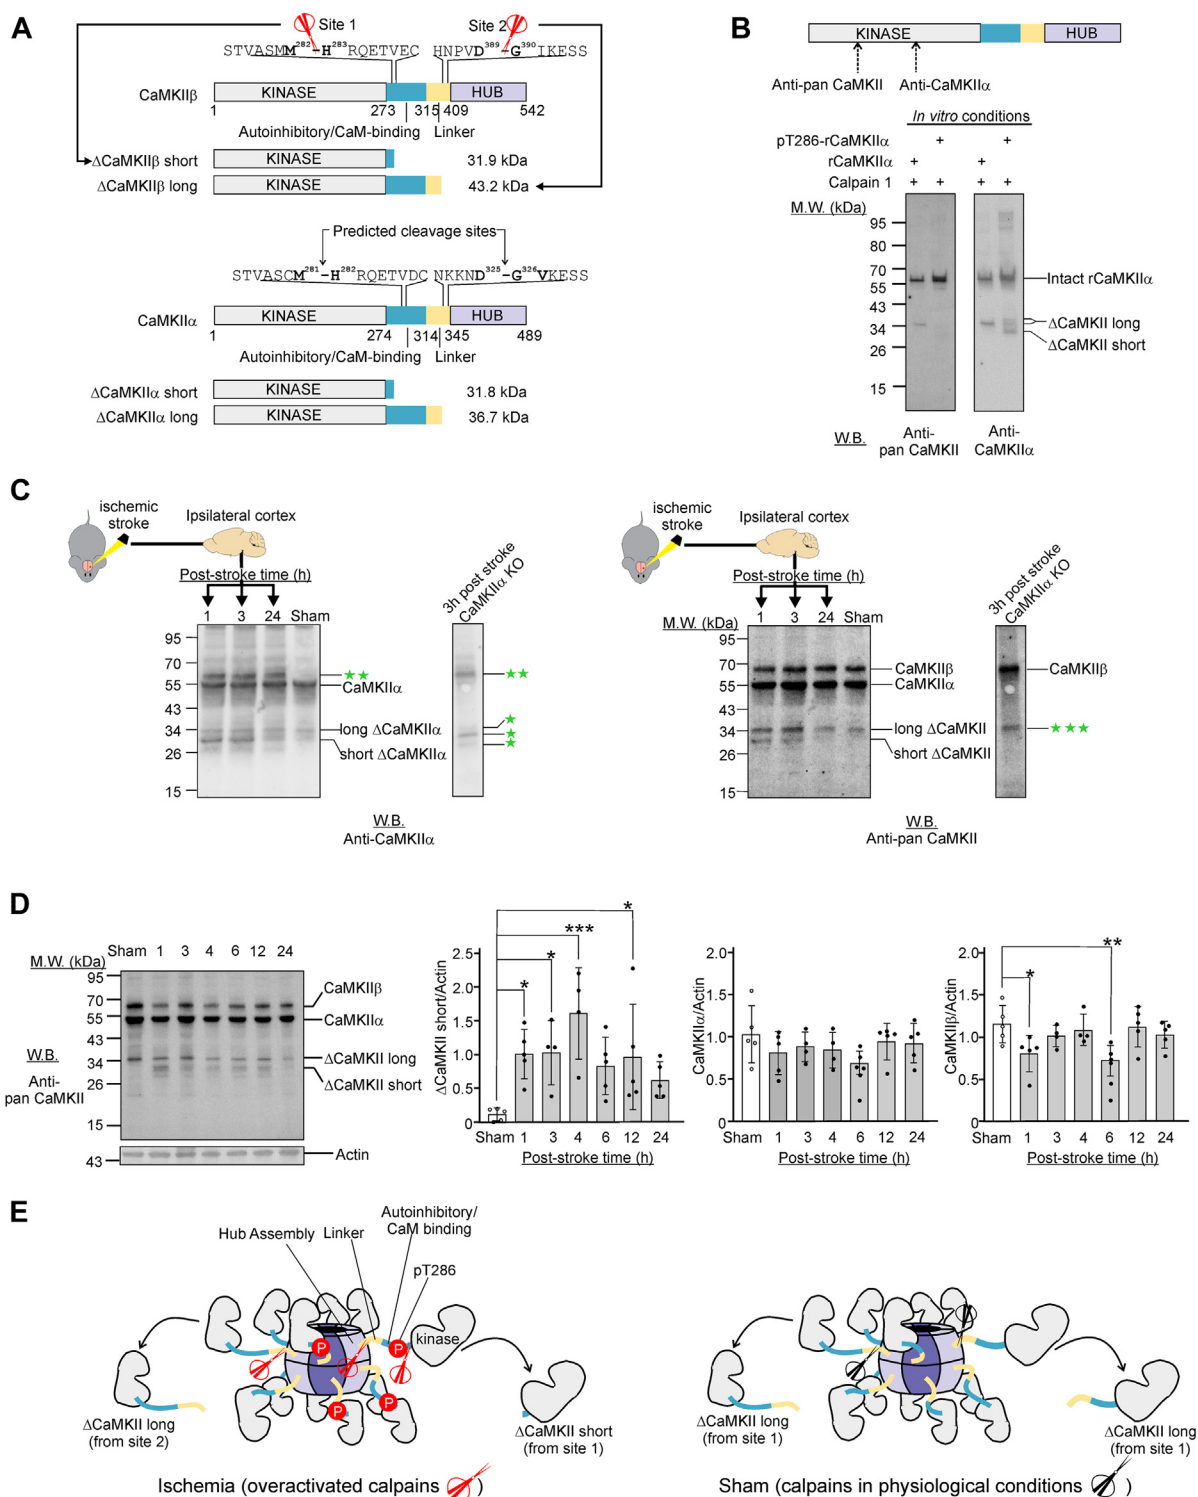 A
Site 1
Site 2
STVASMM282–H283RQETVEC HNPVD389–G390IKESS
CaMKIIβ
KINASE
HUB
1 273 315 409 542
Autoinhibitory/CaM-binding Linker
ΔCaMKIIβ short KINASE 31.9 kDa
ΔCaMKIIβ long KINASE 43.2 kDa
Predicted cleavage sites
STVASCM281–H282RQETVDC NKKND325–G326VKESS
CaMKIIα
KINASE
HUB
1 274 314 345 489
Autoinhibitory/CaM-binding Linker
ΔCaMKIIα short KINASE 31.8 kDa
ΔCaMKIIα long KINASE 36.7 kDa
B
KINASE
HUB
Anti-pan CaMKII
Anti-CaMKIIα
In vitro conditions
pT286-rCaMKIIα + +
rCaMKIIα + +
Calpain 1 + + + +
M.W. (kDa)
95
80
70
55
43
34
26
15
Intact rCaMKIIα
ΔCaMKII long
ΔCaMKII short
W.B.
Anti-
pan CaMKII
Anti-
CaMKIIα
C
ischemic
stroke
Ipsilateral cortex
Post-stroke time (h)
1 3 24 Sham
3h post stroke
CaMKIIα KO
95
70
55
43
34
26
15
★★
CaMKIIα
long ΔCaMKIIα
short ΔCaMKIIα
★★
★
★
★
W.B.
Anti-CaMKIIα
ischemic
stroke
Ipsilateral cortex
Post-stroke time (h)
M.W. (kDa)
1 3 24 Sham
3h post stroke
CaMKIIα KO
95
70
55
43
34
26
15
CaMKIIβ
CaMKIIα
long ΔCaMKII
short ΔCaMKII
CaMKIIβ
★★★
W.B.
Anti-pan CaMKII
D
Sham 1 3 4 6 12 24
M.W. (kDa)
95
70
55
43
34
26
15
43
W.B.
Anti-
pan CaMKII
CaMKIIβ
CaMKIIα
ΔCaMKII long
ΔCaMKII short
Actin
ΔCaMKII short/Actin
2.5
2.0
1.5
1.0
0.5
0
*
*
***
*
Sham 1 3 4 6 12 24
Post-stroke time (h)
CaMKIIα/Actin
2.0
1.5
1.0
0.5
0
Sham 1 3 4 6 12 24
Post-stroke time (h)
CaMKIIβ/Actin
2.0
1.5
1.0
0.5
0
*
**
Sham 1 3 4 6 12 24
Post-stroke time (h)
E
Hub Assembly
Linker
Autoinhibitory/
CaM binding
pT286
kinase
P
P
P
P
ΔCaMKII long
(from site 2)
ΔCaMKII short
(from site 1)
Ischemia (overactivated calpains )
ΔCaMKII long
(from site 1)
ΔCaMKII long
(from site 1)
Sham (calpains in physiological conditions )